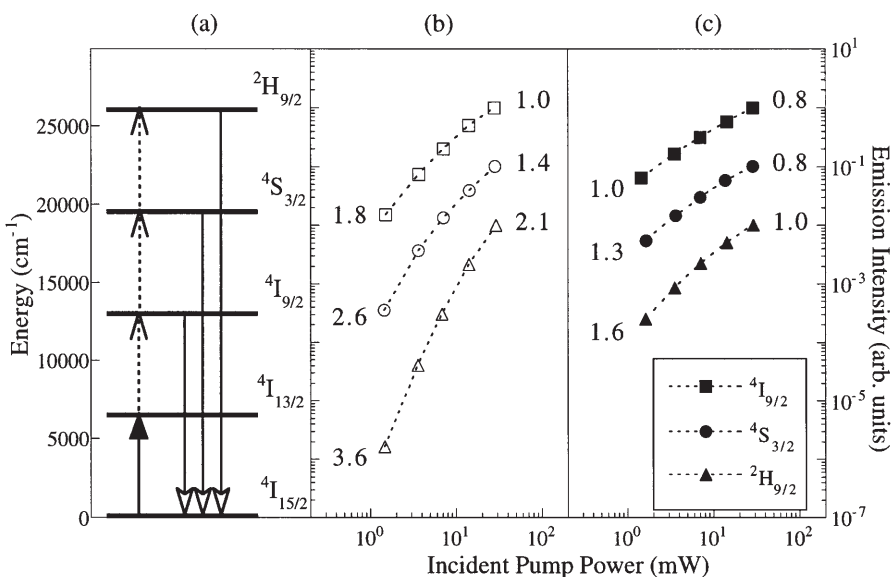 (a)
(b)
(c)
Energy (cm⁻¹)
25000
20000
15000
10000
5000
0
²H₉/₂
⁴S₃/₂
⁴I₉/₂
⁴I₁₃/₂
⁴I₁₅/₂
1.0
1.4
1.8
2.1
2.6
3.6
10⁰ 10¹ 10²
0.8
0.8
1.0
1.0
1.3
1.6
⁴I₉/₂
⁴S₃/₂
²H₉/₂
10⁰ 10¹ 10²
10¹
10⁻¹
10⁻³
10⁻⁵
10⁻⁷
Emission Intensity (arb. units)
Incident Pump Power (mW)